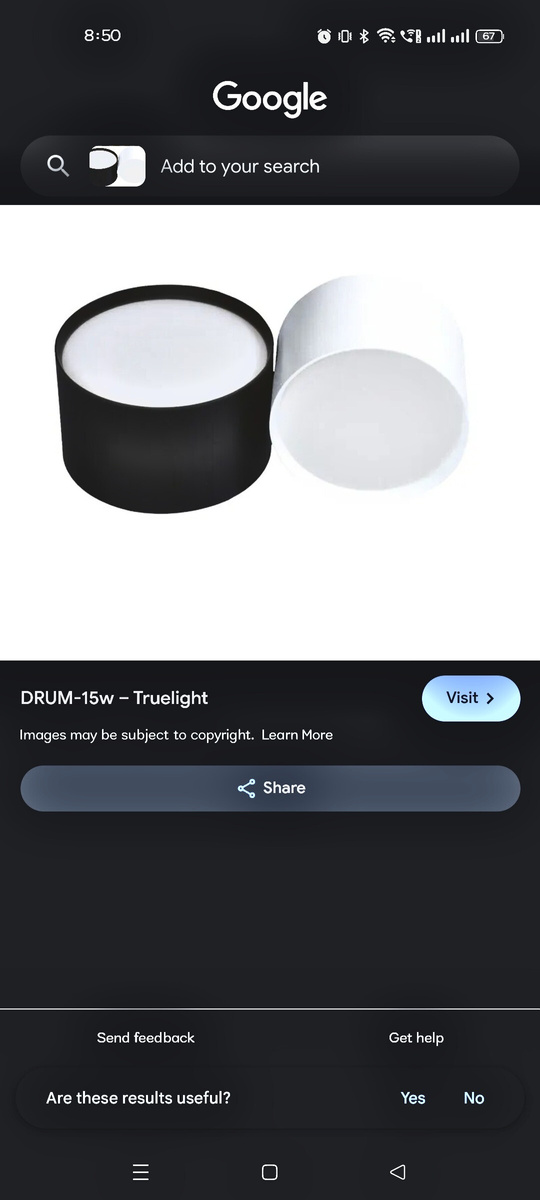 8:50
67
Google
Add to your search
DRUM-15w – Truelight
Visit
Images may be subject to copyright. Learn More
Share
Send feedback
Get help
Are these results useful?
Yes
No